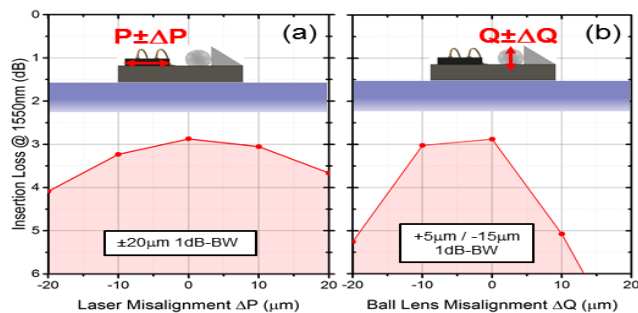 P±ΔP
(a)
Q±ΔQ
(b)
Insertion Loss @ 1550nm (dB)
0
1
2
3
4
5
6
±20μm 1dB-BW
+5μm / -15μm
1dB-BW
-20 -10 0 10 20
-20 -10 0 10 20
Laser Misalignment ΔP (μm)
Ball Lens Misalignment ΔQ (μm)